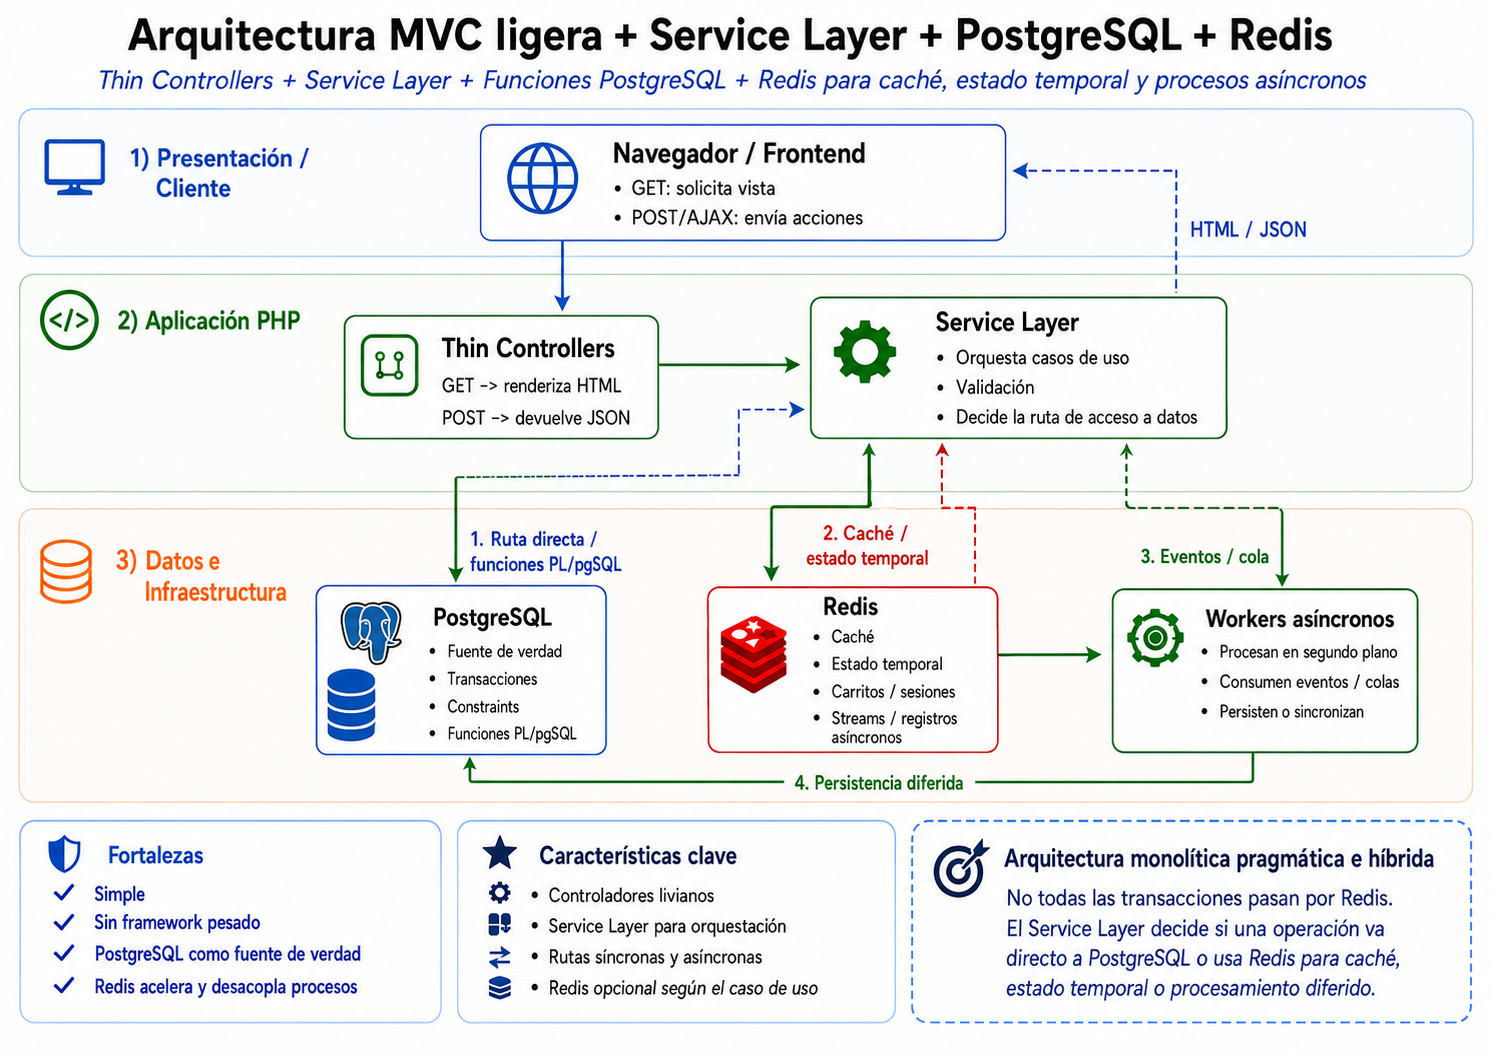 Arquitectura MVC ligera + Service Layer + PostgreSQL + Redis
Thin Controllers + Service Layer + Funciones PostgreSQL + Redis para caché, estado temporal y procesos asíncronos
1) Presentación /
Cliente
Navegador / Frontend
• GET: solicita vista
• POST/AJAX: envía acciones
HTML / JSON
</>
2) Aplicación PHP
Thin Controllers
GET –> renderiza HTML
POST –> devuelve JSON
Service Layer
• Orquesta casos de uso
• Validación
• Decide la ruta de acceso a datos
3) Datos e
Infraestructura
1. Ruta directa /
funciones PL/pgSQL
2. Caché /
estado temporal
3. Eventos / cola
PostgreSQL
• Fuente de verdad
• Transacciones
• Constraints
• Funciones PL/pgSQL
Redis
• Caché
• Estado temporal
• Carritos / sesiones
• Streams / registros
asíncronos
Workers asíncronos
• Procesan en segundo plano
• Consumen eventos / colas
• Persisten o sincronizan
4. Persistencia diferida
Fortalezas
Simple
Sin framework pesado
PostgreSQL como fuente de verdad
Redis acelera y desacopla procesos
Características clave
• Controladores livianos
• Service Layer para orquestación
• Rutas síncronas y asíncronas
• Redis opcional según el caso de uso
Arquitectura monolítica pragmática e híbrida
No todas las transacciones pasan por Redis.
El Service Layer decide si una operación va
directo a PostgreSQL o usa Redis para caché,
estado temporal o procesamiento diferido.